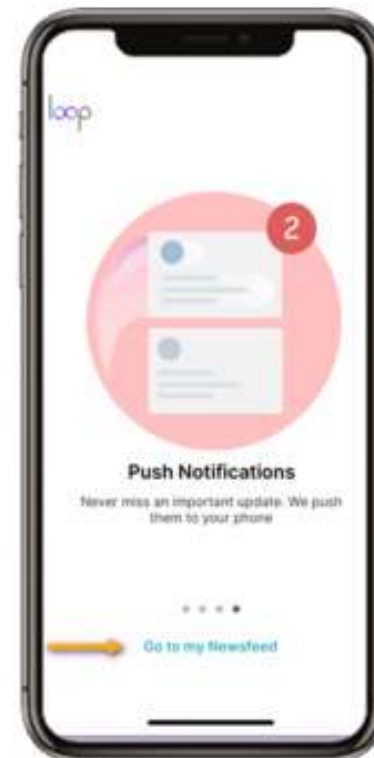 loop
2
Push Notifications
Never miss an important update. We push
them to your phone
Go to my Newsfeed